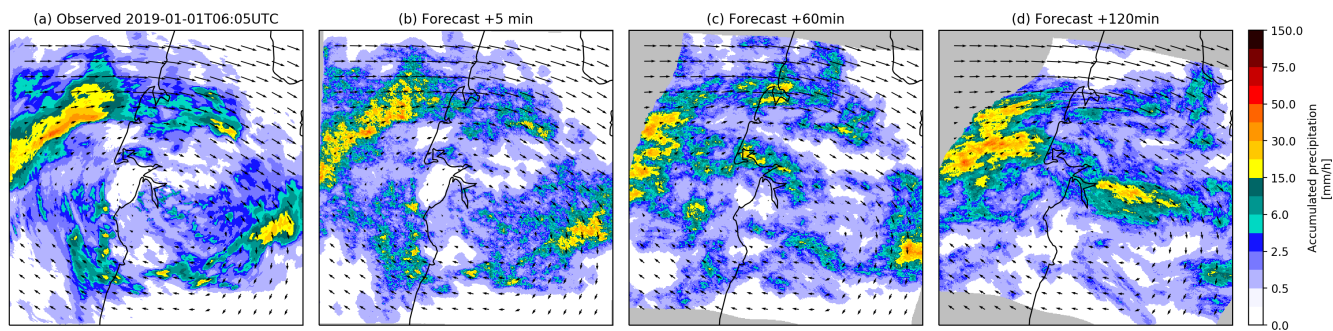 (a) Observed 2019-01-01T06:05UTC
(b) Forecast +5 min
(c) Forecast +60min
(d) Forecast +120min
150.0
75.0
50.0
30.0
15.0
6.0
2.5
0.5
0.0
Accumulated precipitation
[mm/h]